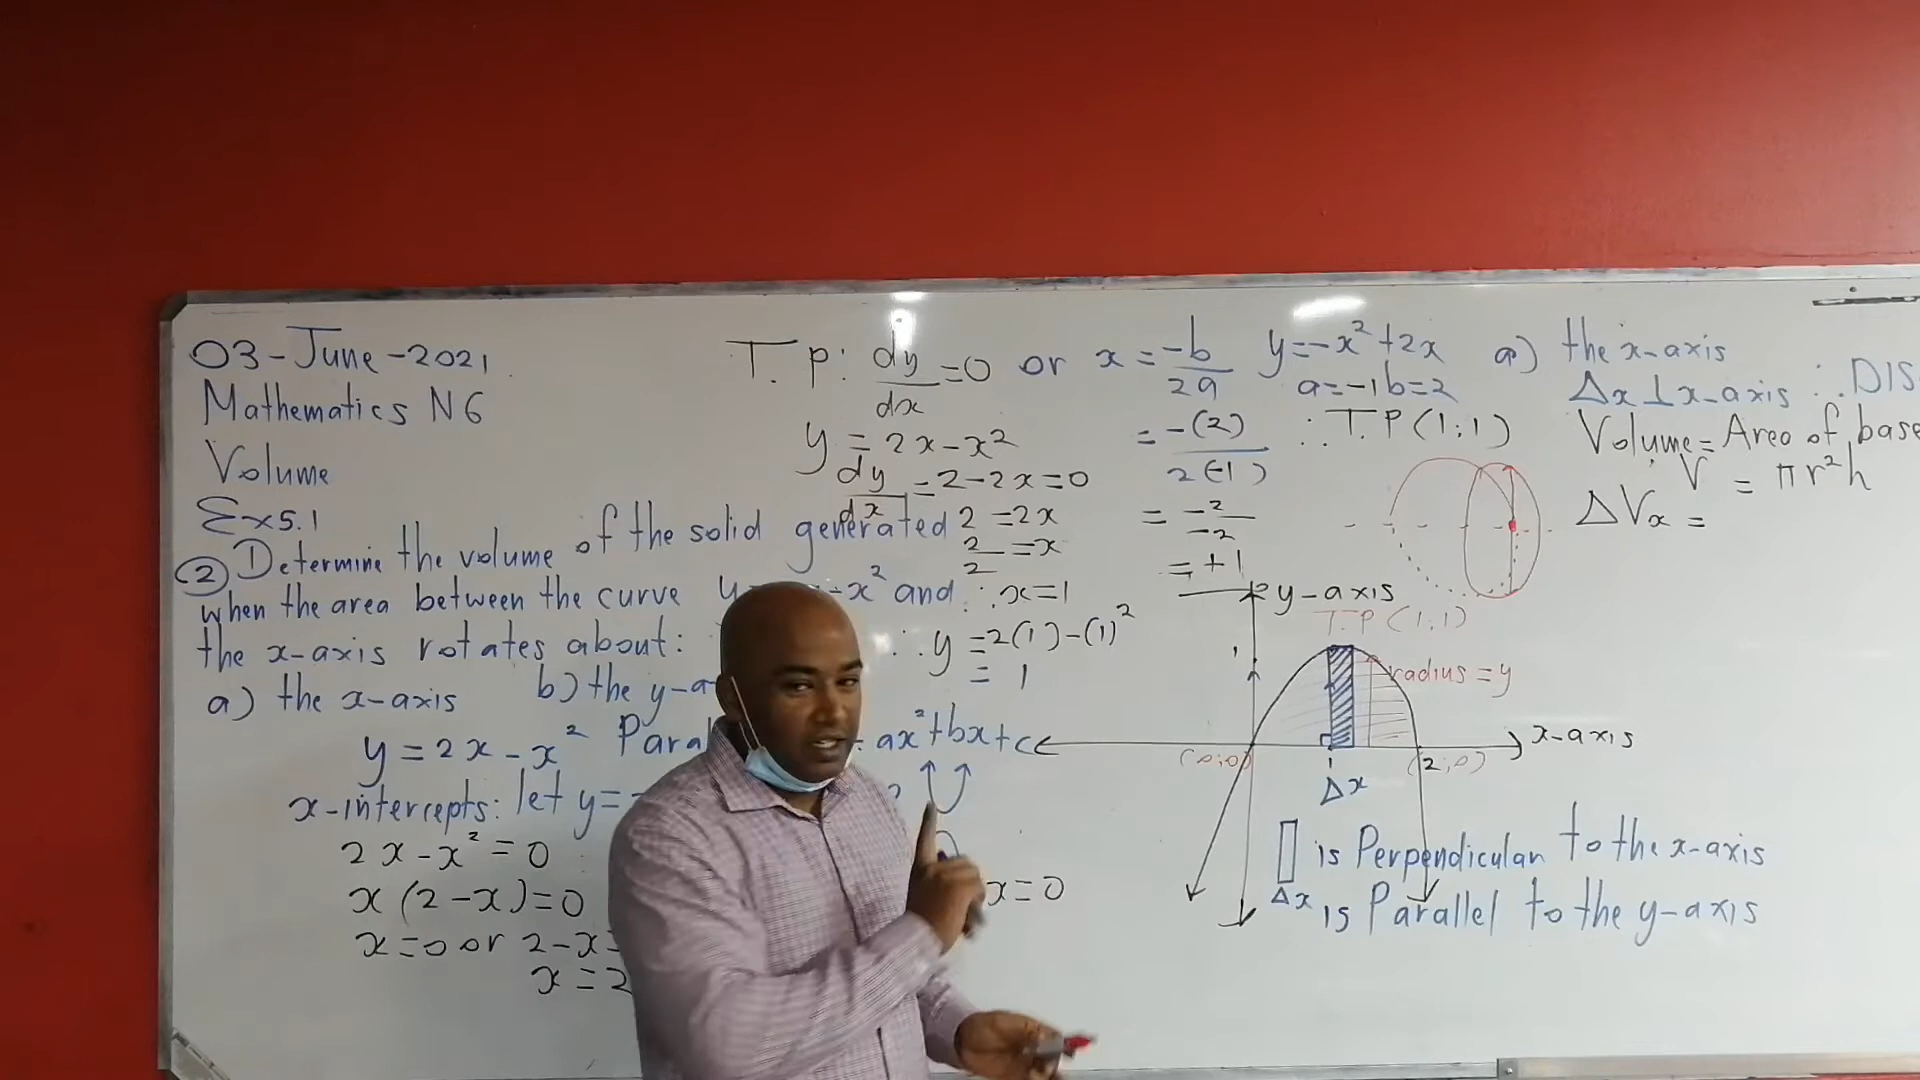 03-June-2021
Mathematics N6
Volume
Ex5.1
② Determine the volume of the solid generated
when the area between the curve y = x² and
the x-axis rotates about:
a) the x-axis b) the y-a
y = 2x - x² Para ax²+bx+c
x-intercepts: let y=
2x-x²=0
x(2-x)=0
x=0 or 2-x=
x=2
x=0
T.P: dy/dx=0 or x = -b/2a
y = 2x-x²
dy/dx = 2-2x=0
2=2x
2/2=x
∴x=1
∴y=2(1)-(1)²
= 1
y=-x²+2x
a=-1 b=2
= -(2)/2(-1) ∴T.P(1;1)
= -2/-2
= +1
a) the x-axis
Δx⊥x-axis ∴DIS
Volume=Area of base
V = πr²h
ΔVx =
y-axis
T.P(1;1)
radius=y
x-axis
(0;0)
(2;0)
Δx
is Perpendicular to the x-axis
Δx is Parallel to the y-axis